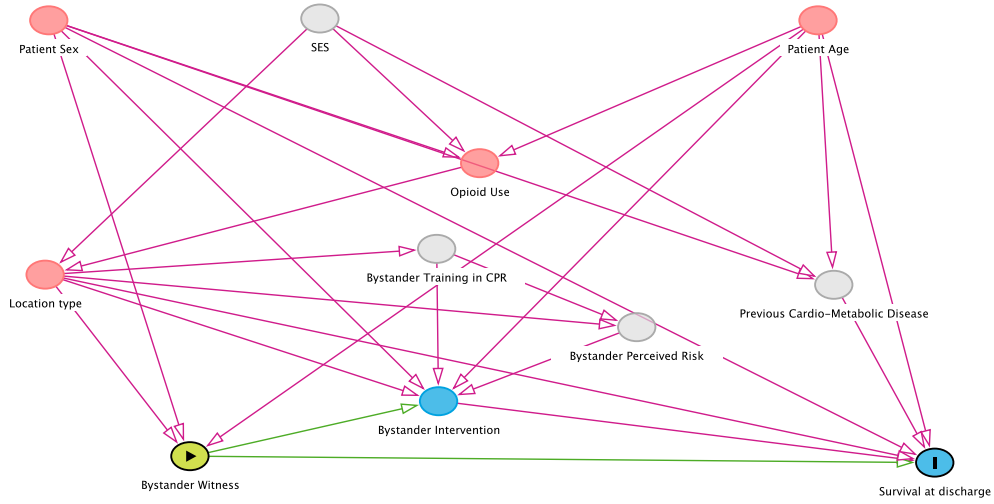 Patient Sex
SES
Patient Age
Opioid Use
Bystander Training in CPR
Location type
Previous Cardio-Metabolic Disease
Bystander Perceived Risk
Bystander Intervention
Bystander Witness
Survival at discharge